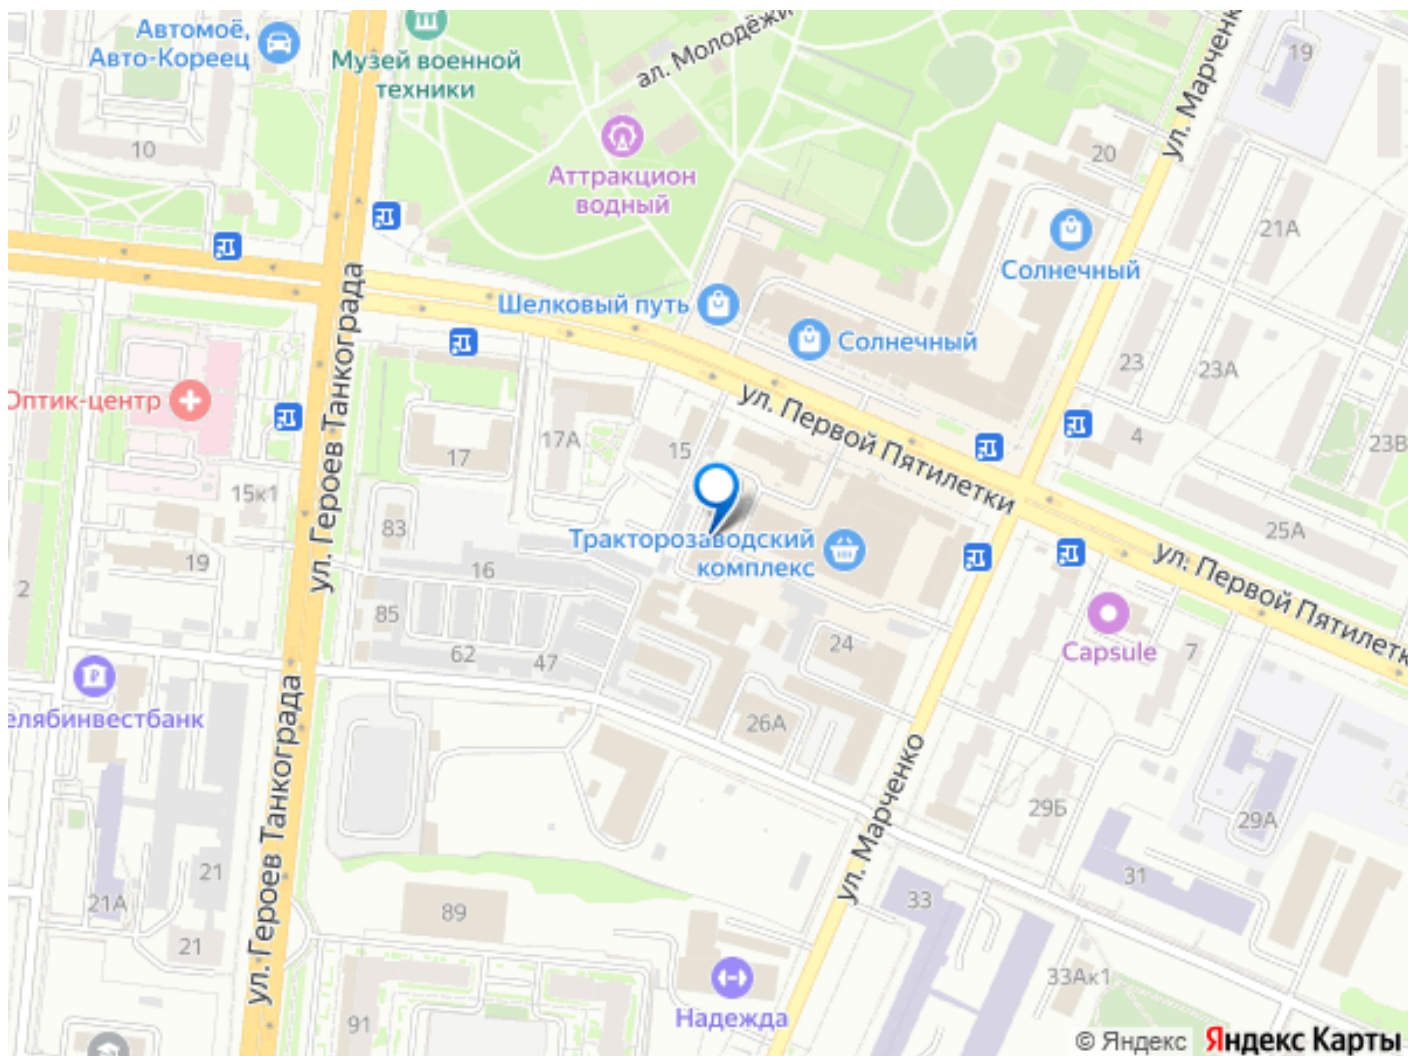 Автомоё,
Авто-Кореец
Музей военной
техники
ал. Молодёжи
ул. Марченко
19
10
20
Аттракцион
водный
21А
Солнечный
Шелковый путь
Солнечный
ул. Героев Танкограда
Оптик-центр
ул. Первой Пятилетки
23
23А
4
23В
17А
17
15
15к1
83
25А
Тракторозаводский
комплекс
ул. Первой Пятилетк
19
16
2
85
62
47
24
Capsule
7
елябинвестбанк
26А
ул. Героев Танкограда
ул. Марченко
29Б
29А
21
21А
31
33
89
21
33Ак1
Надежда
91
© Яндекс Яндекс Карты